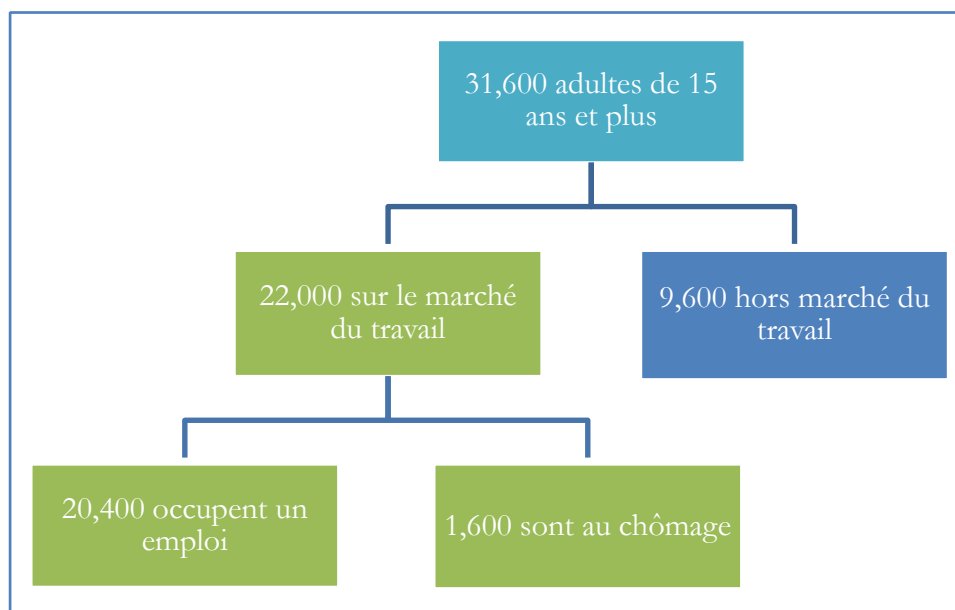 31,600 adultes de 15
ans et plus
22,000 sur le marché
du travail
9,600 hors marché du
travail
20,400 occupent un
emploi
1,600 sont au chômage